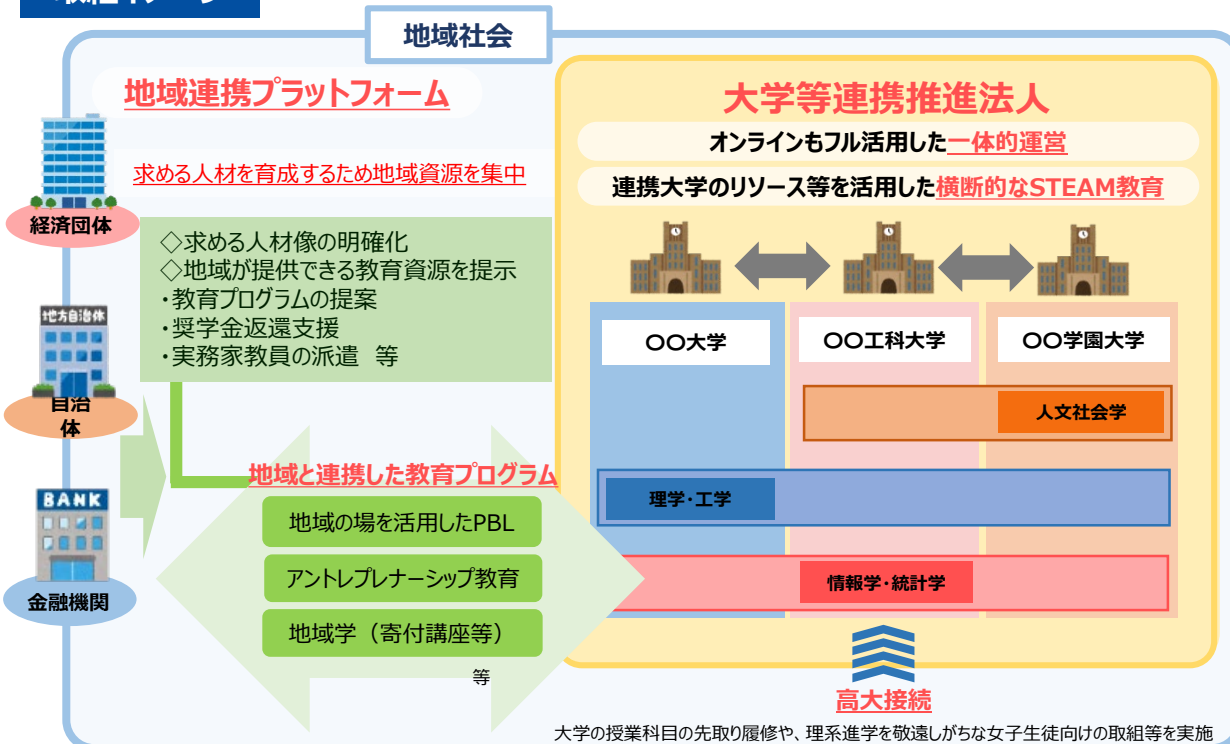 地域社会
地域連携プラットフォーム
求める人材を育成するため地域資源を集中
経済団体
◇求める人材像の明確化
◇地域が提供できる教育資源を提示
・教育プログラムの提案
・奨学金返還支援
・実務家教員の派遣 等
地方自治体
自治
体
BANK
金融機関
地域と連携した教育プログラム
地域の場を活用したPBL
アントレプレナーシップ教育
地域学（寄付講座等）
等
大学等連携推進法人
オンラインもフル活用した一体的運営
連携大学のリソース等を活用した横断的なSTEAM教育
〇〇大学
〇〇工科大学
〇〇学園大学
人文社会学
理学・工学
情報学・統計学
高大接続
大学の授業科目の先取り履修や、理系進学を敬遠しがちな女子生徒向けの取組等を実施